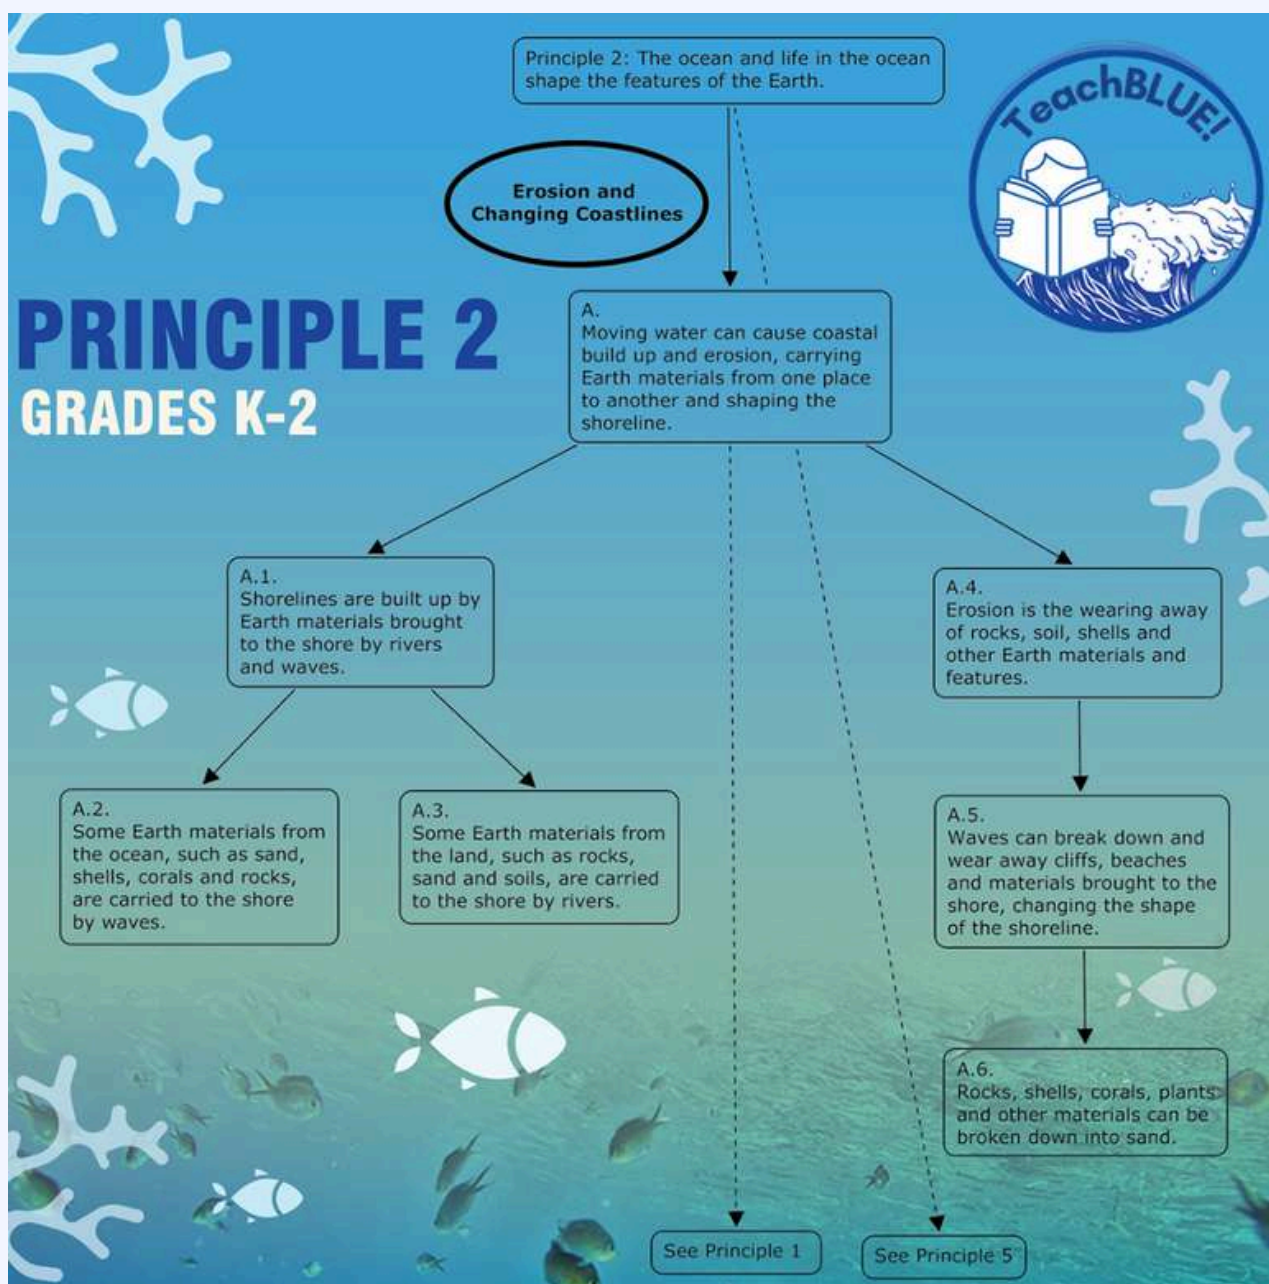 Principle 2: The ocean and life in the ocean
shape the features of the Earth.
TeachBLUE!
Erosion and
Changing Coastlines
PRINCIPLE 2
GRADES K-2
A.
Moving water can cause coastal
build up and erosion, carrying
Earth materials from one place
to another and shaping the
shoreline.
A.1.
Shorelines are built up by
Earth materials brought
to the shore by rivers
and waves.
A.4.
Erosion is the wearing away
of rocks, soil, shells and
other Earth materials and
features.
A.2.
Some Earth materials from
the ocean, such as sand,
shells, corals and rocks,
are carried to the shore
by waves.
A.3.
Some Earth materials from
the land, such as rocks,
sand and soils, are carried
to the shore by rivers.
A.5.
Waves can break down and
wear away cliffs, beaches
and materials brought to the
shore, changing the shape
of the shoreline.
A.6.
Rocks, shells, corals, plants
and other materials can be
broken down into sand.
See Principle 1
See Principle 5